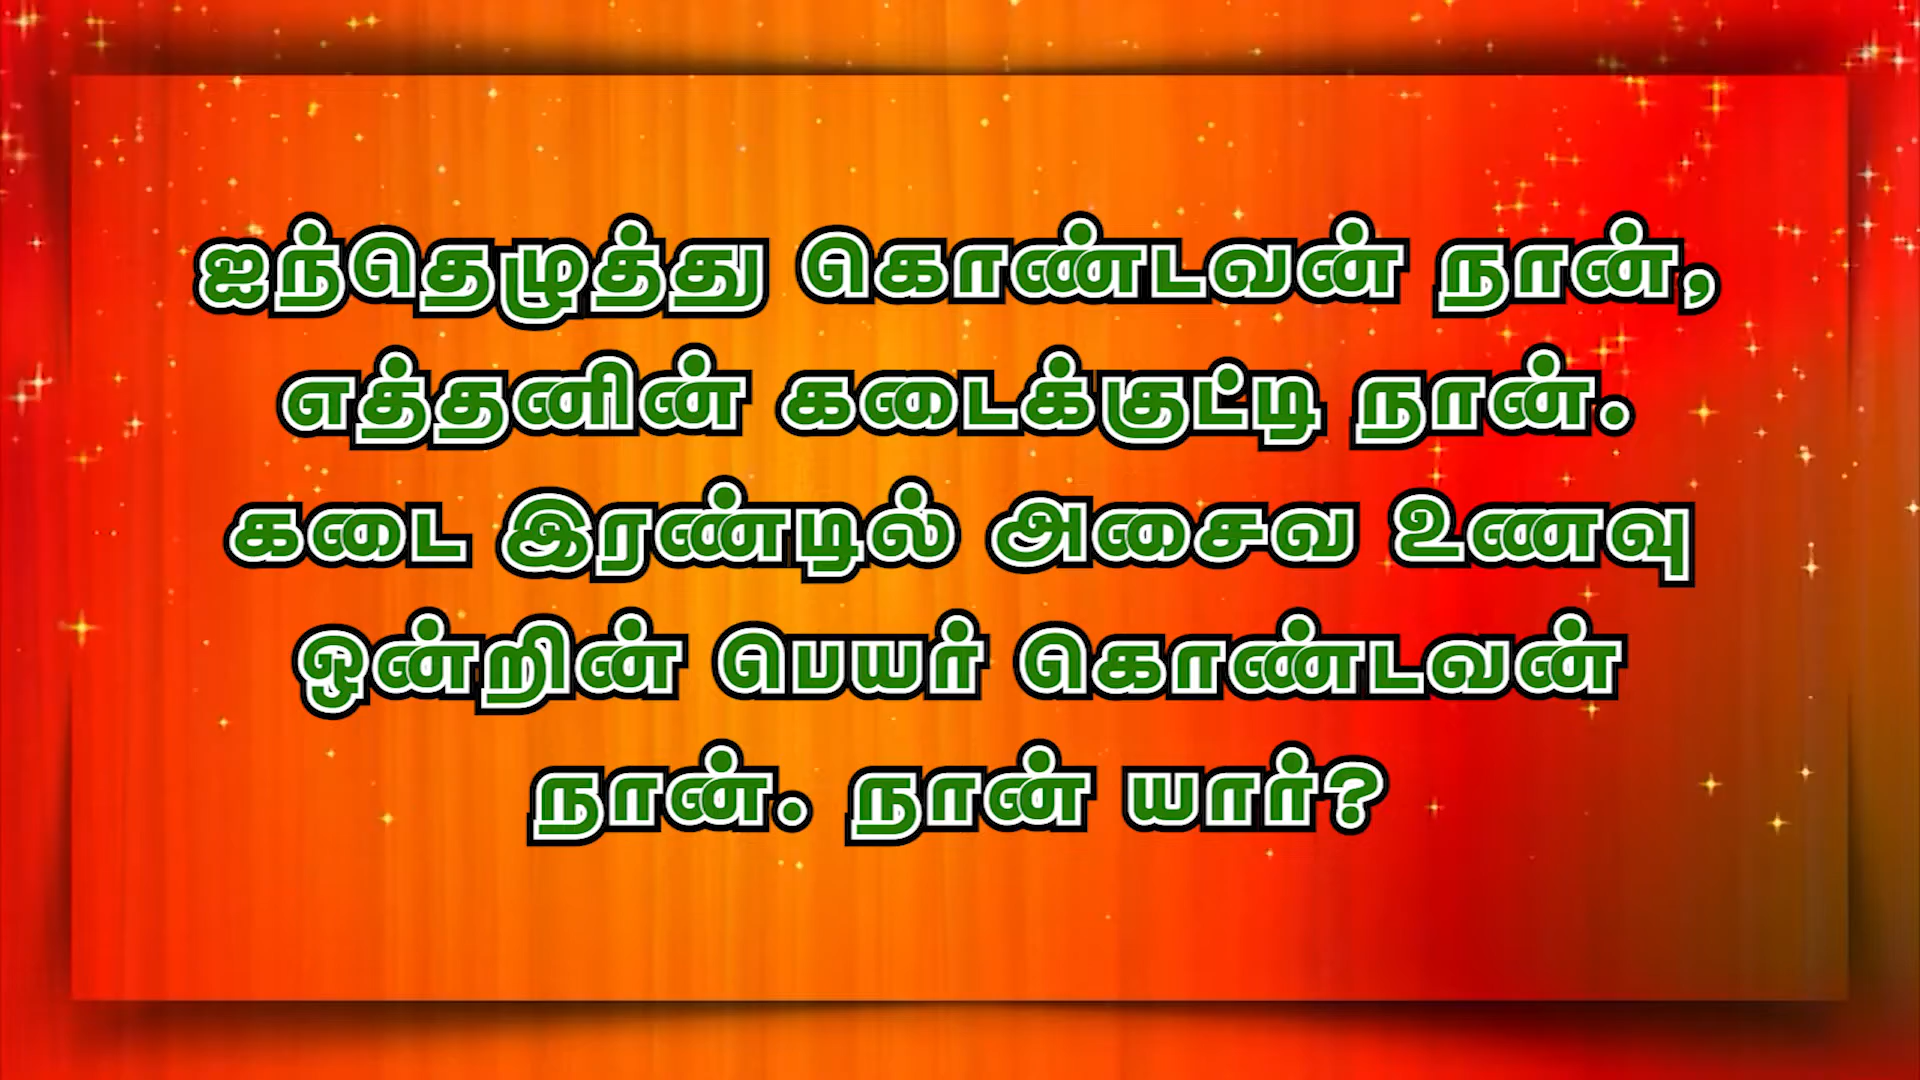 ஐந்தெழுத்து கொண்டவன் நான்,
எத்தனின் கடைக்குட்டி நான்.
கடை இரண்டில் அசைவ உணவு
ஒன்றின் பெயர் கொண்டவன்
நான். நான் யார்?